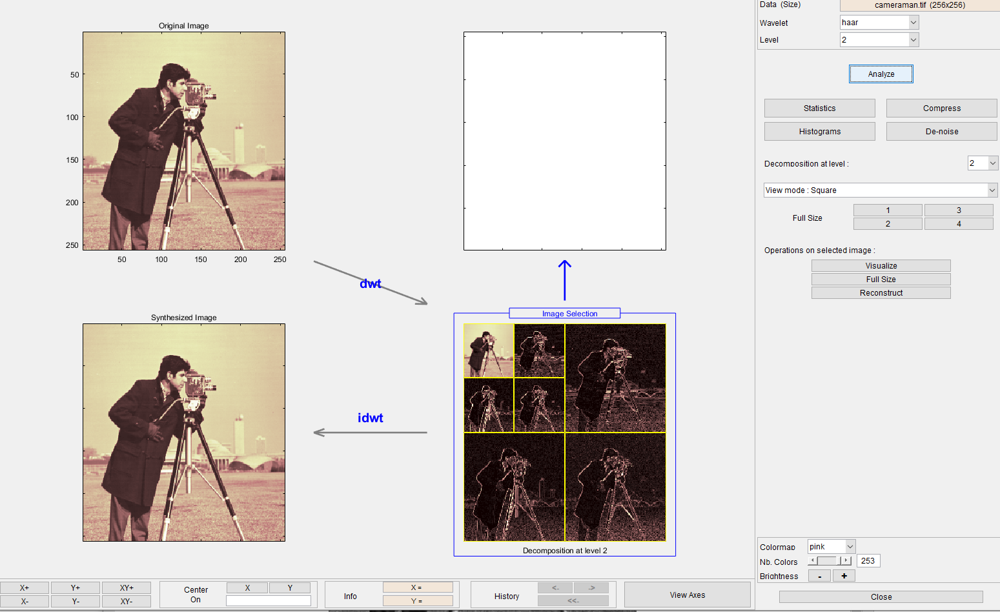 Data (Size) cameraman.tif (256x256)
Wavelet haar
Level 2
Analyze
Statistics Compress
Histograms De-noise
Decomposition at level : 2
View mode : Square
Full Size 1 3
2 4
Operations on selected image :
Visualize
Full Size
Reconstruct
Original Image
50
100
150
200
250
50 100 150 200 250
dwt
Synthesized Image
idwt
Image Selection
Decomposition at level 2
Colormap pink
Nb. Colors 253
Brightness - +
Close
X+ Y+ XY+
X- Y- XY-
Center
On
X Y
Info
X =
Y =
History
<- ->
<<-
View Axes